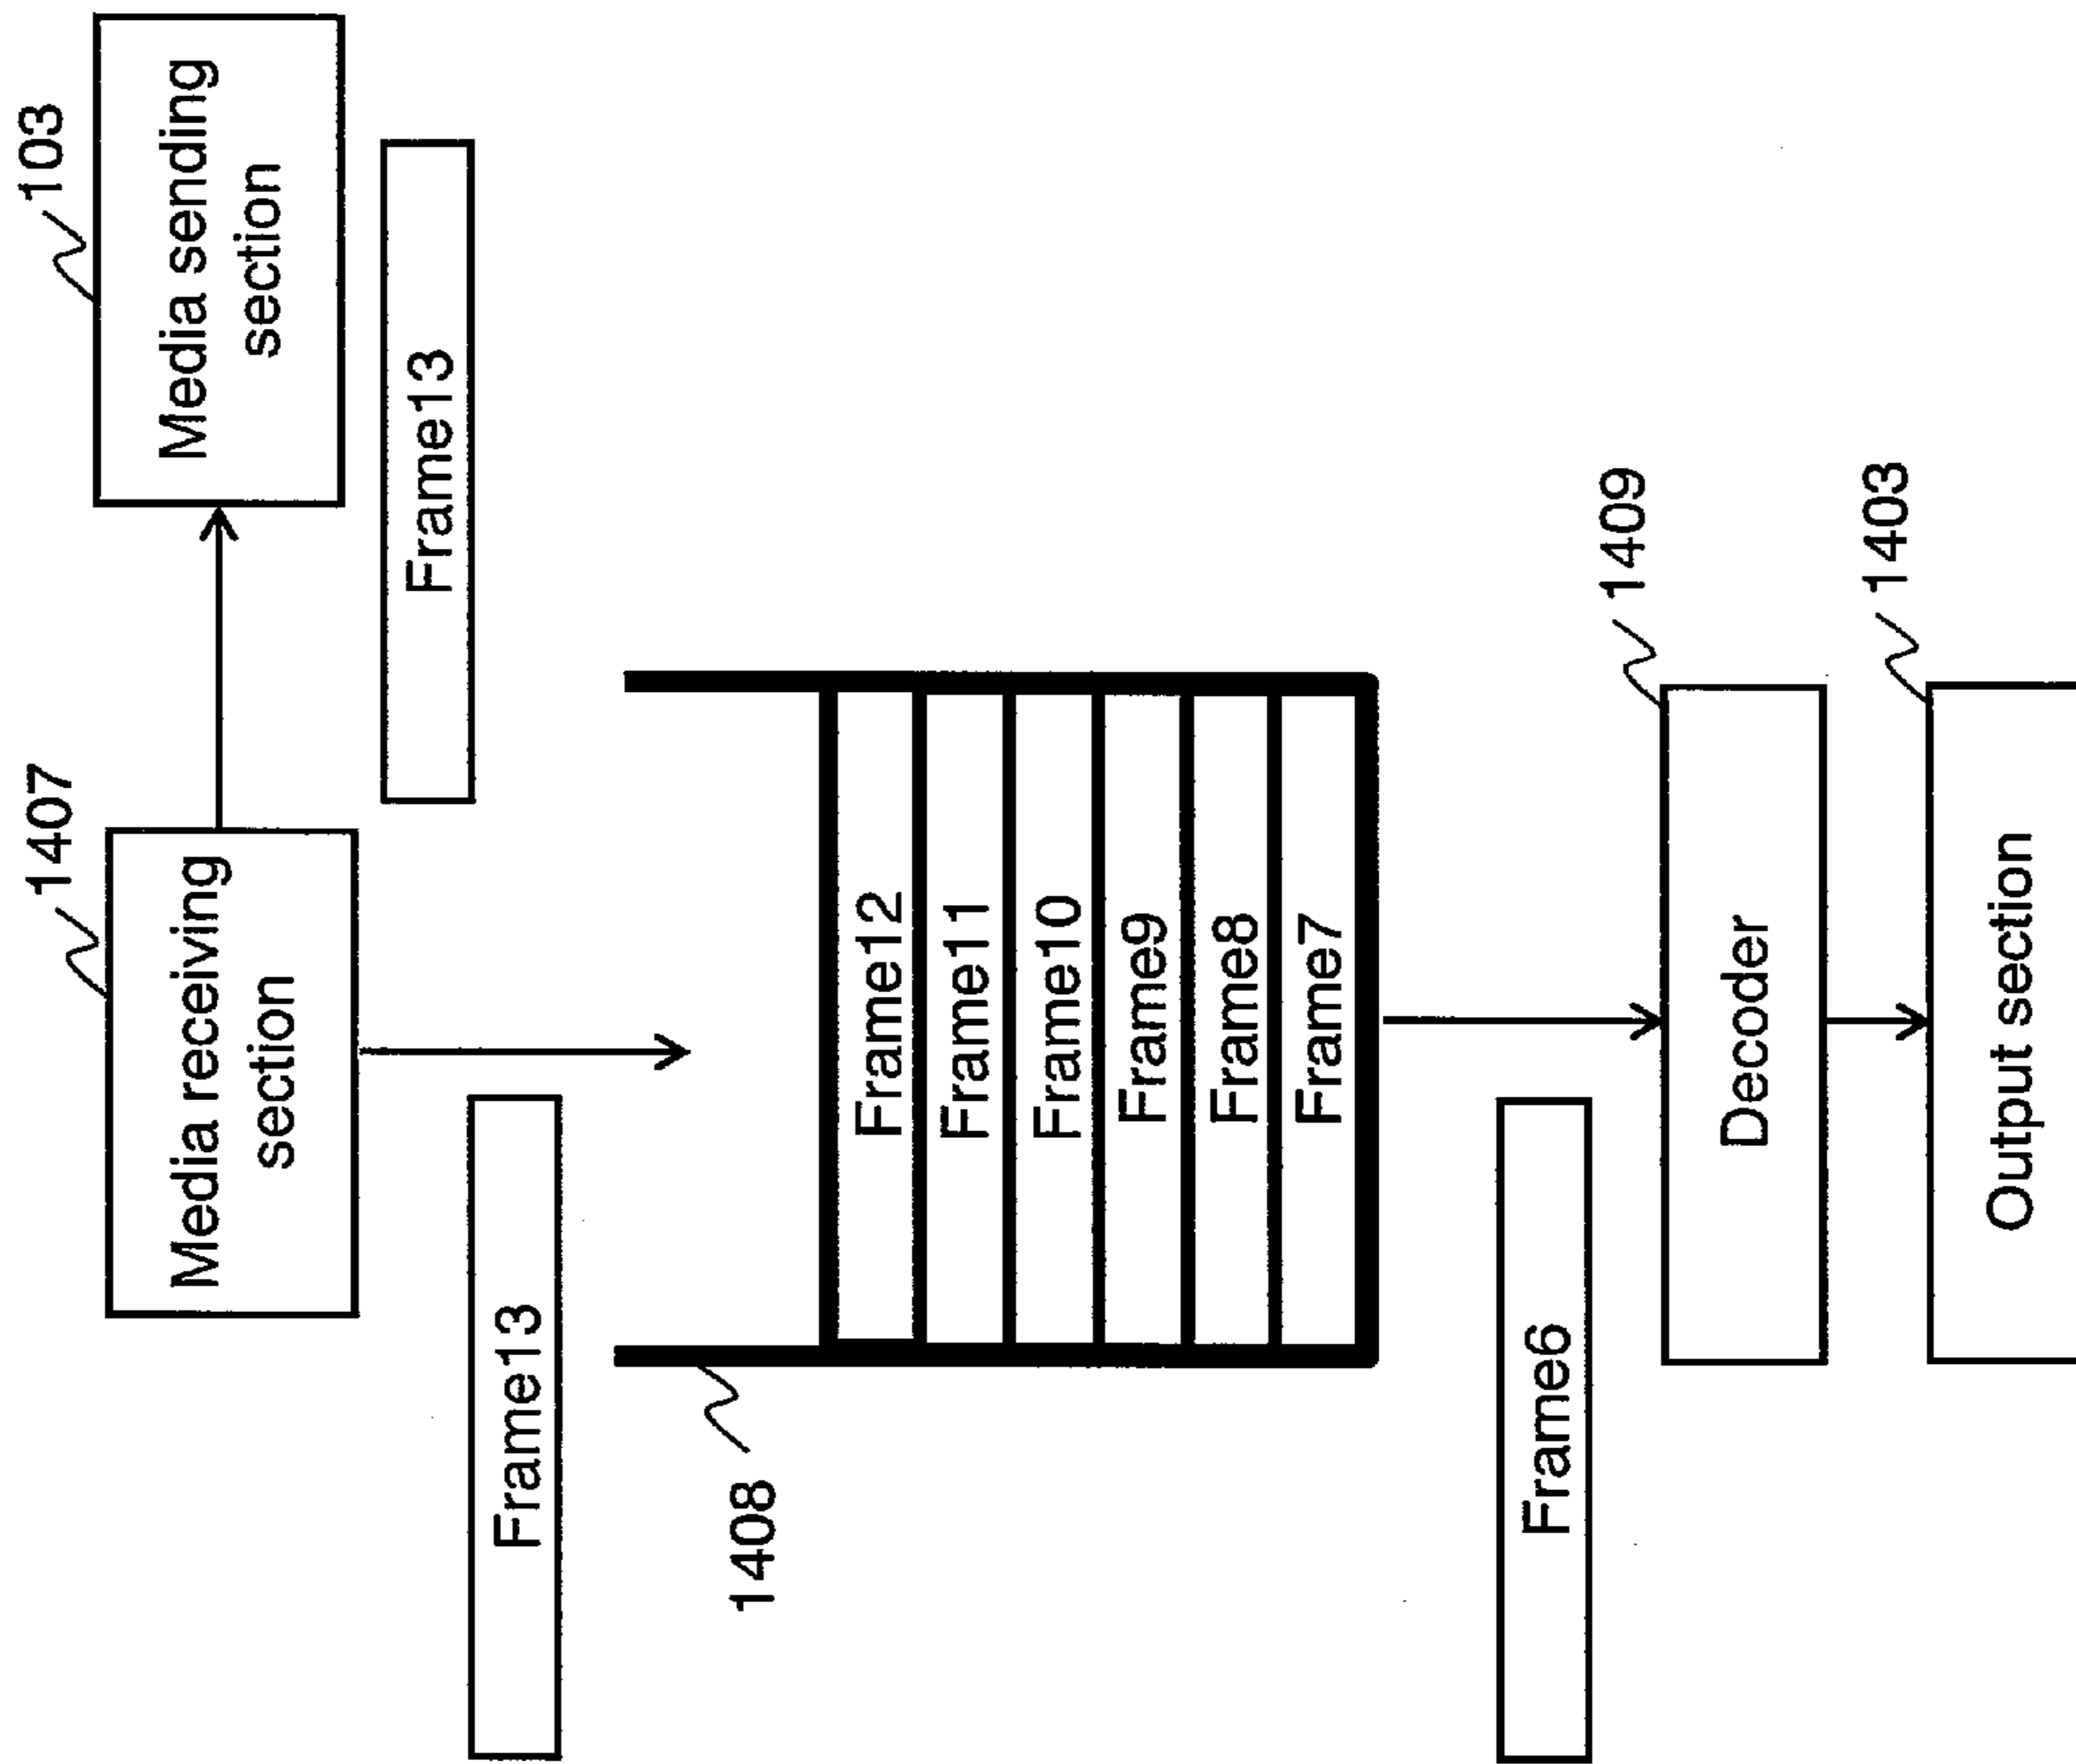 103
Media sending
section
1407
Media receiving
section
Frame13
Frame13
1408
Frame12
Frame11
Frame10
Frame9
Frame8
Frame7
Frame6
1409
Decoder
1403
Output section